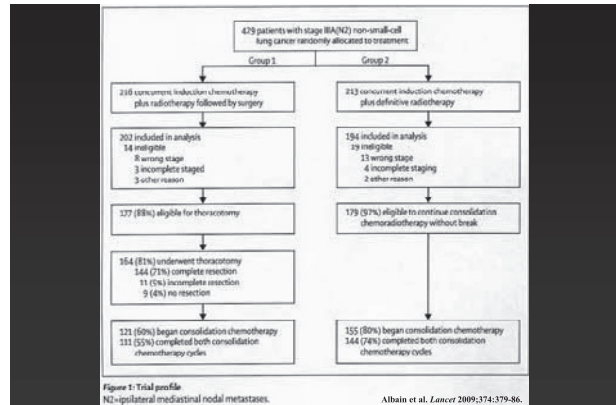 429 patients with stage IIIA(N2) non-small-cell
lung cancer randomly allocated to treatment
Group 1
Group 2
216 concurrent induction chemotherapy
plus radiotherapy followed by surgery
213 concurrent induction chemotherapy
plus definitive radiotherapy
202 included in analysis
14 ineligible
8 wrong stage
3 incomplete staged
3 other reason
194 included in analysis
19 ineligible
13 wrong stage
4 incomplete staging
2 other reason
177 (88%) eligible for thoracotomy
179 (92%) eligible to continue consolidation
chemoradiotherapy without break
164 (81%) underwent thoracotomy
144 (71%) complete resection
11 (5%) incomplete resection
9 (4%) no resection
121 (60%) began consolidation chemotherapy
111 (55%) completed both consolidation
chemotherapy cycles
155 (80%) began consolidation chemotherapy
144 (74%) completed both consolidation
chemotherapy cycles
Figure 1: Trial profile
N2=ipsilateral mediastinal nodal metastases.
Albain et al. Lancet 2009;374:379-86.